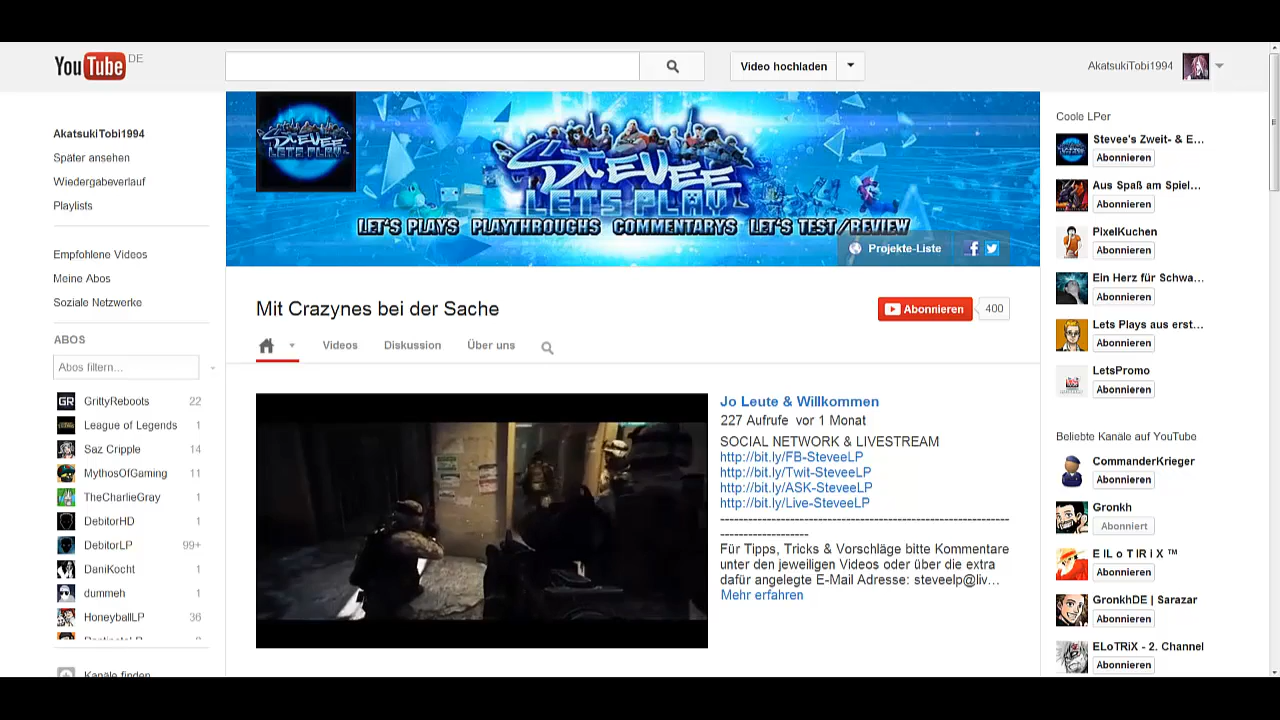 YouTube DE
Video hochladen
AkatsukiTobi1994
AkatsukiTobi1994
Später ansehen
Wiedergabeverlauf
Playlists
Empfohlene Videos
Meine Abos
Soziale Netzwerke
ABOS
Abos filtern...
GrittyReboots 22
League of Legends 1
Saz Cripple 14
MythosOfGaming 11
TheCharlieGray 1
DebitorHD 1
DebitorLP 99+
DaniKocht 1
dummeh 1
HoneyballLP 36
Kanäle finden
STEVEE
LETS PLAY
STEVEE
LETS PLAY
LET'S PLAYS PLAYTHROUGHS COMMENTARYS LET'S TEST/REVIEW
Projekte-Liste
Mit Crazynes bei der Sache
Abonnieren 400
Videos Diskussion Über uns
Jo Leute & Willkommen
227 Aufrufe vor 1 Monat
SOCIAL NETWORK & LIVESTREAM
http://bit.ly/FB-SteveeLP
http://bit.ly/Twit-SteveeLP
http://bit.ly/ASK-SteveeLP
http://bit.ly/Live-SteveeLP
Für Tipps, Tricks & Vorschläge bitte Kommentare
unter den jeweiligen Videos oder über die extra
dafür angelegte E-Mail Adresse: steveelp@liv...
Mehr erfahren
Coole LPer
Stevee's Zweit- & E...
Abonnieren
Aus Spaß am Spiel...
Abonnieren
PixelKuchen
Abonnieren
Ein Herz für Schwa...
Abonnieren
Lets Plays aus erst...
Abonnieren
LetsPromo
Abonnieren
Beliebte Kanäle auf YouTube
CommanderKrieger
Abonnieren
Gronkh
Abonniert
E IL o T IR I X ™
Abonnieren
GronkhDE | Sarazar
Abonnieren
ELoTRiX - 2. Channel
Abonnieren